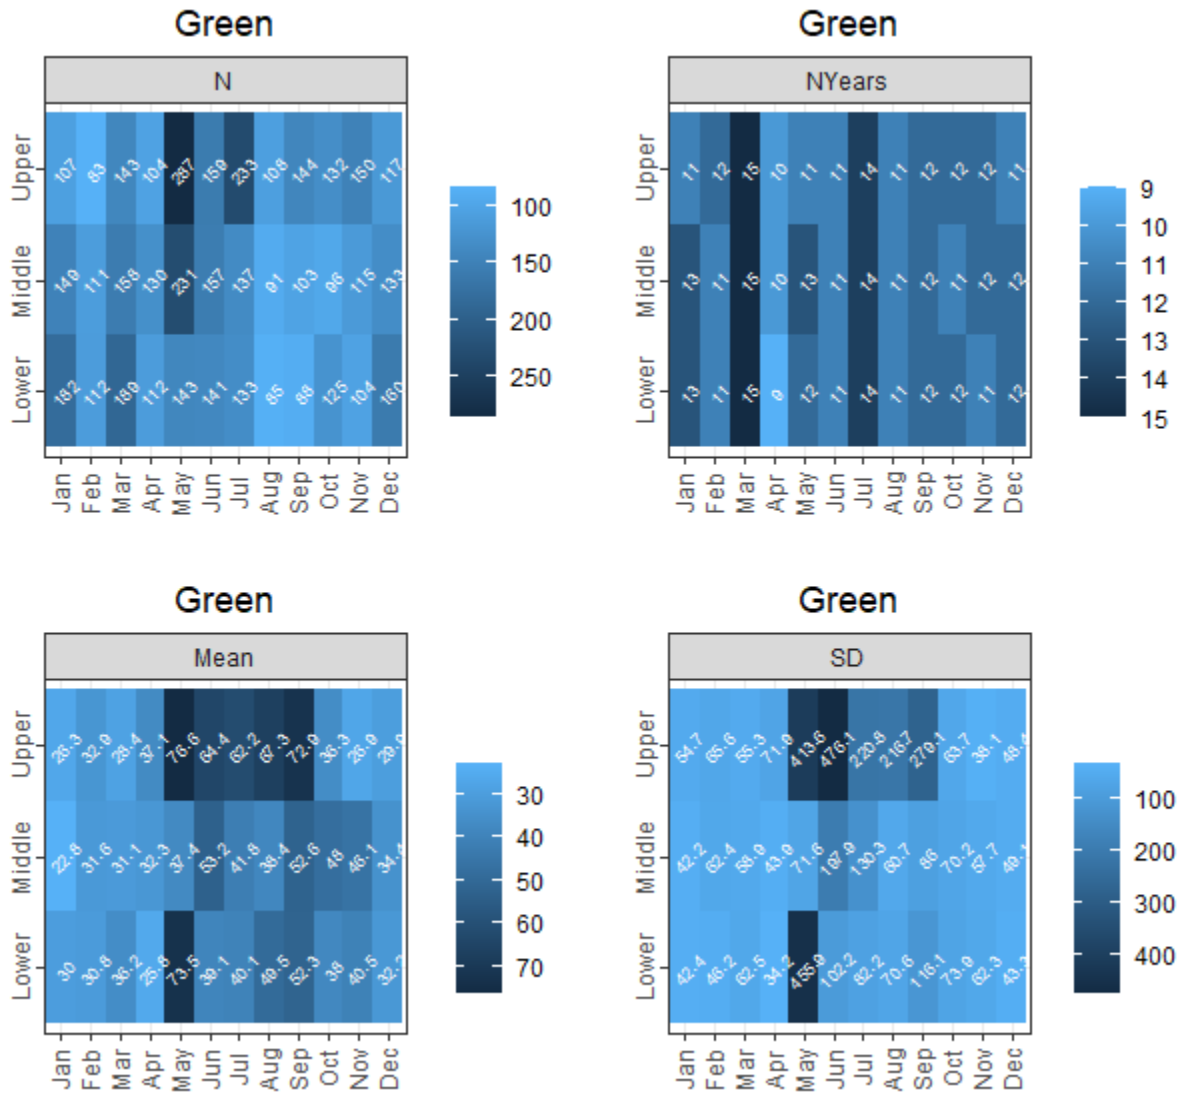 Green
N
Upper 107 83 143 104 287 159 233 108 144 132 150 117
Middle 149 111 158 130 231 157 137 91 103 96 115 133
Lower 182 112 189 112 143 141 133 85 88 125 104 160
Jan Feb Mar Apr May Jun Jul Aug Sep Oct Nov Dec
100
150
200
250
Green
NYears
Upper 11 12 15 10 11 11 14 11 12 12 12 11
Middle 13 11 15 10 13 11 14 11 12 11 12 12
Lower 13 11 15 9 12 11 14 11 12 12 11 12
Jan Feb Mar Apr May Jun Jul Aug Sep Oct Nov Dec
9
10
11
12
13
14
15
Green
Mean
Upper 26.3 32.9 28.4 37.1 76.6 64.4 62.2 67.3 72.9 36.3 26.9
Middle 22.8 31.6 31.1 32.3 37.4 53.2 41.8 38.4 52.6 48 46.1 34.4
Lower 30 30.8 36.2 25.8 73.5 39.1 40.1 49.5 52.3 38 40.5
Jan Feb Mar Apr May Jun Jul Aug Sep Oct Nov Dec
30
40
50
60
70
Green
SD
Upper 54.7 65.6 55.3 71.9 413.6 476.1 220.8 216.7 279.1 63.7 38.1
Middle 42.2 62.4 58.9 43.9 71.6 197.9 130.3 60.7 86 70.2 57.7
Lower 42.4 46.2 62.5 34.2 455.9 102.2 82.2 70.6 116.1 73.9 62.3
Jan Feb Mar Apr May Jun Jul Aug Sep Oct Nov Dec
100
200
300
400